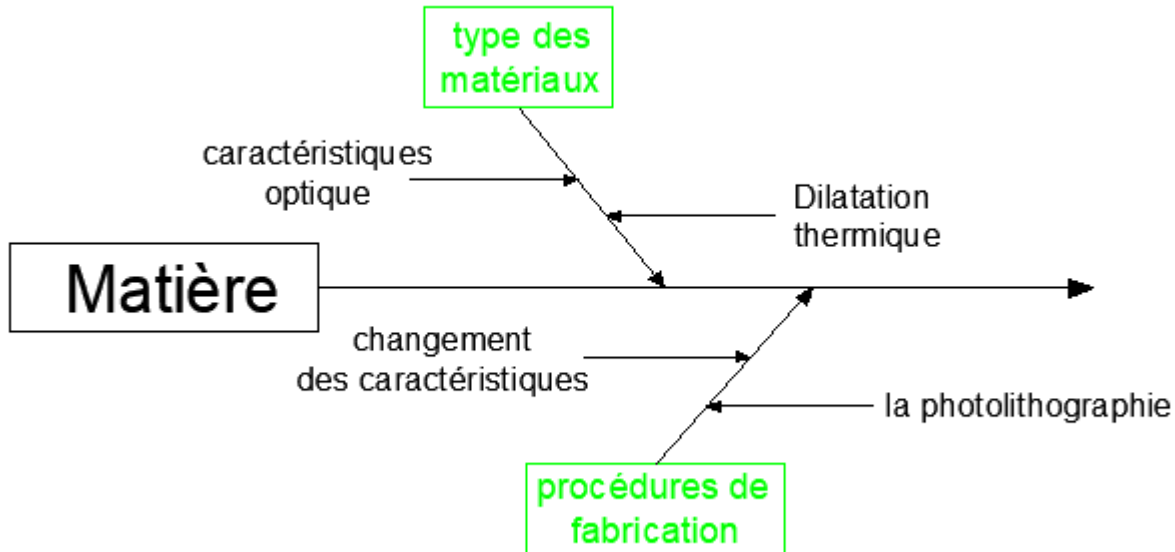 type des
matériaux
caractéristiques
optique
Dilatation
thermique
Matière
changement
des caractéristiques
la photolithographie
procédures de
fabrication